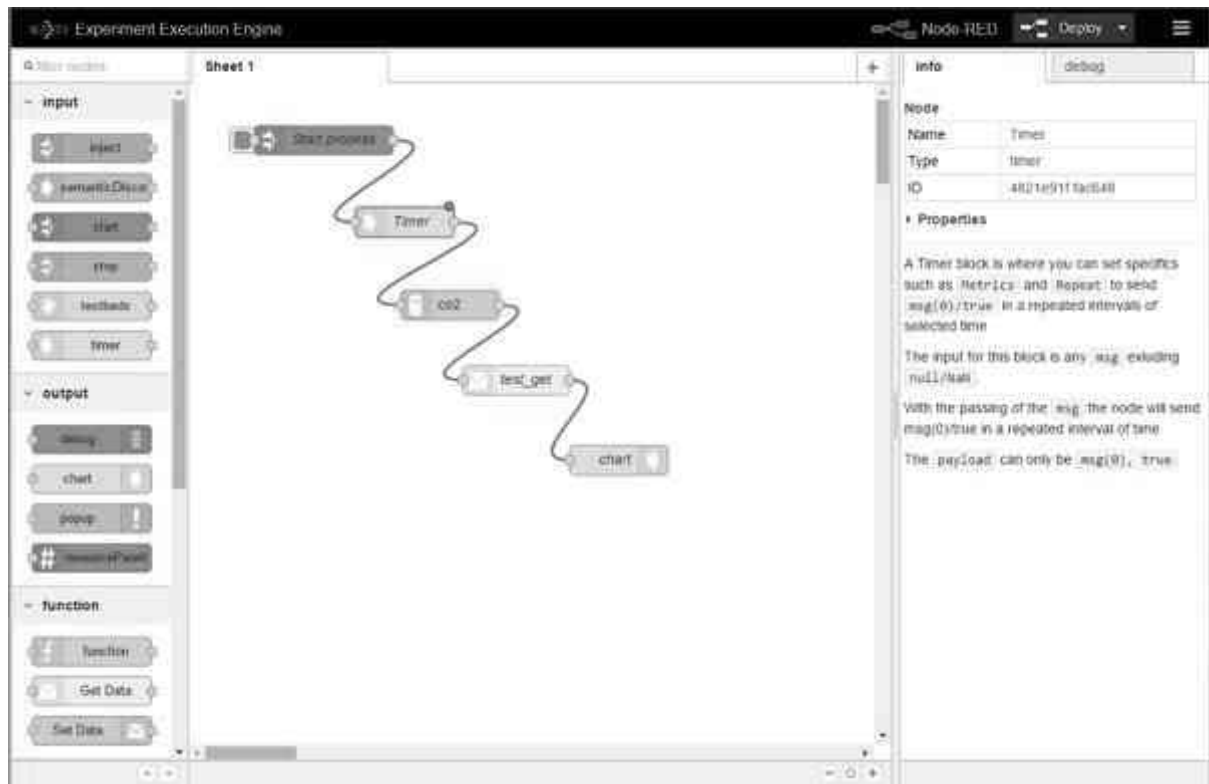 Experiment Execution Engine
Node-RED
Deploy
Sheet 1
+
info
debug
input
inject
start
stop
testbeds
timer
output
debug
chart
popup
#
function
function
Get Data
Set Data
Start process
Timer
co2
test_get
chart
Node
Name Timer
Type timer
ID
Properties
A Timer block is where you can set specifics
such as Metrics and Repeat to send
msg(0)/true in a repeated intervals of
selected time
The input for this block is any msg exluding
null/NaN
With the passing of the msg the node will send
msg(0)/true in a repeated interval of time
The payload can only be msg(0), true